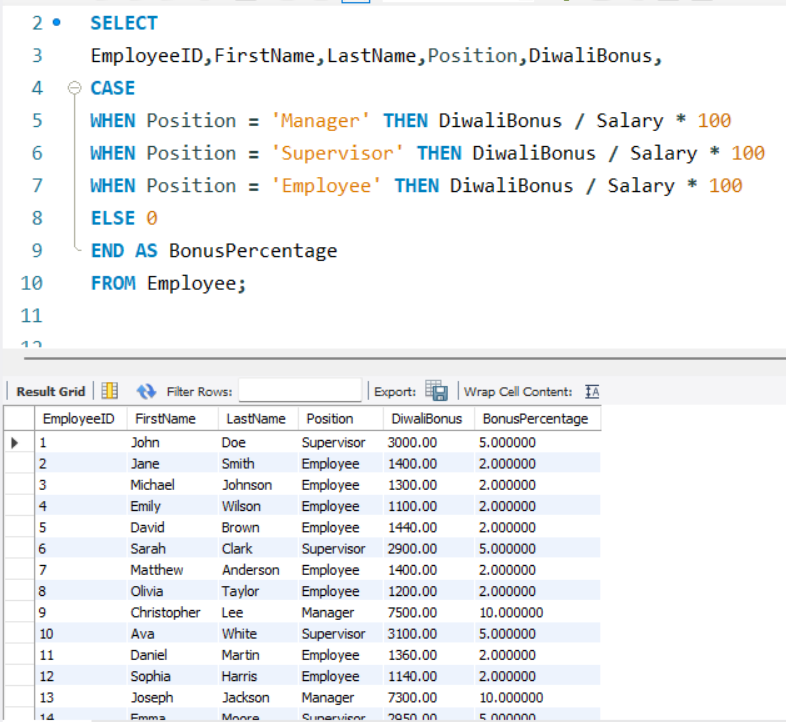 2 SELECT
3 EmployeeID,FirstName,LastName,Position,DiwaliBonus,
4 CASE
5 WHEN Position = 'Manager' THEN DiwaliBonus / Salary * 100
6 WHEN Position = 'Supervisor' THEN DiwaliBonus / Salary * 100
7 WHEN Position = 'Employee' THEN DiwaliBonus / Salary * 100
8 ELSE 0
9 END AS BonusPercentage
10 FROM Employee;
11
12
Result Grid Filter Rows: Export: Wrap Cell Content: IA
EmployeeID FirstName LastName Position DiwaliBonus BonusPercentage
1 John Doe Supervisor 3000.00 5.000000
2 Jane Smith Employee 1400.00 2.000000
3 Michael Johnson Employee 1300.00 2.000000
4 Emily Wilson Employee 1100.00 2.000000
5 David Brown Employee 1440.00 2.000000
6 Sarah Clark Supervisor 2900.00 5.000000
7 Matthew Anderson Employee 1400.00 2.000000
8 Olivia Taylor Employee 1200.00 2.000000
9 Christopher Lee Manager 7500.00 10.000000
10 Ava White Supervisor 3100.00 5.000000
11 Daniel Martin Employee 1360.00 2.000000
12 Sophia Harris Employee 1140.00 2.000000
13 Joseph Jackson Manager 7300.00 10.000000
14 Emma Moore Supervisor 2950.00 5.000000